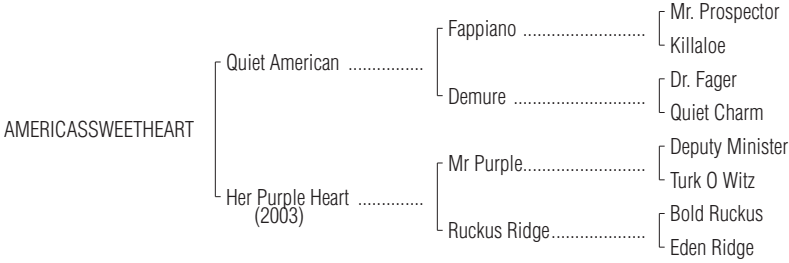 Mr. Prospector
Fappiano ..........................
Killaloe
Quiet American ................
Dr. Fager
Demure ............................
Quiet Charm
AMERICASSWEETHEART
Deputy Minister
Mr Purple..........................
Turk O Witz
Her Purple Heart ..............
(2003)
Bold Ruckus
Ruckus Ridge....................
Eden Ridge